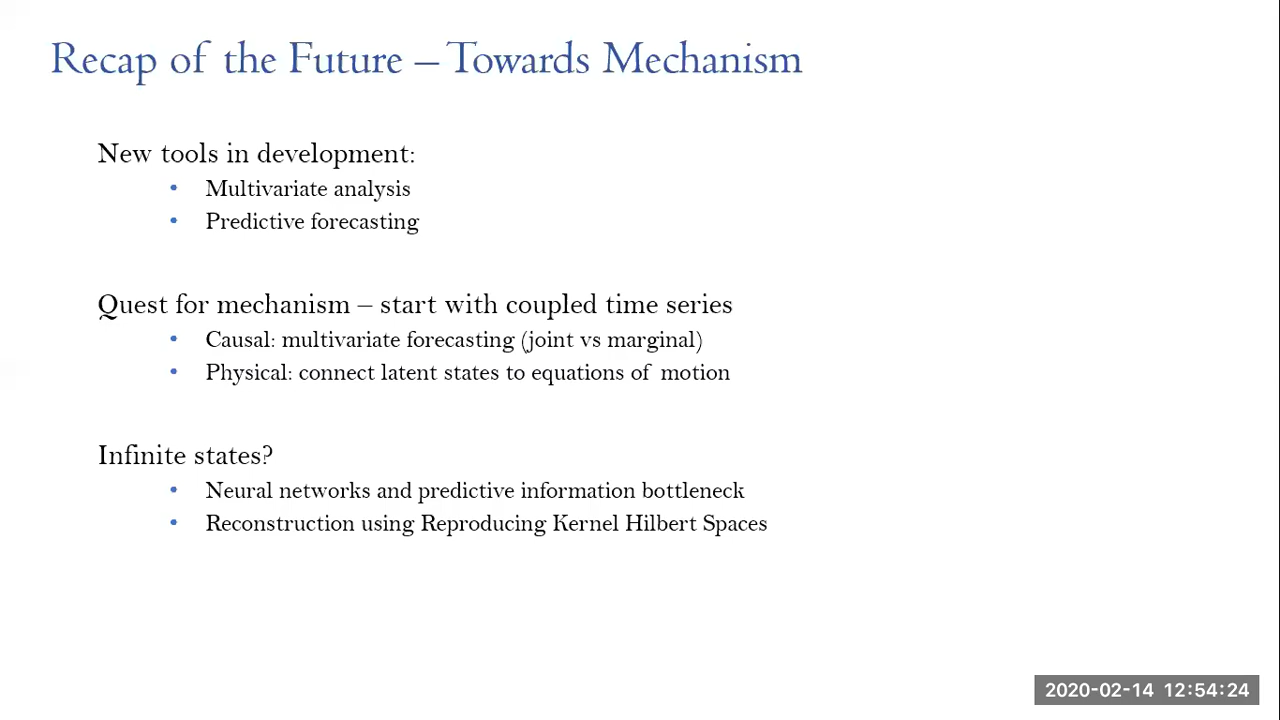 Recap of the Future – Towards Mechanism
New tools in development:
• Multivariate analysis
• Predictive forecasting
Quest for mechanism – start with coupled time series
• Causal: multivariate forecasting (joint vs marginal)
• Physical: connect latent states to equations of motion
Infinite states?
• Neural networks and predictive information bottleneck
• Reconstruction using Reproducing Kernel Hilbert Spaces
2020-02-14 12:54:24